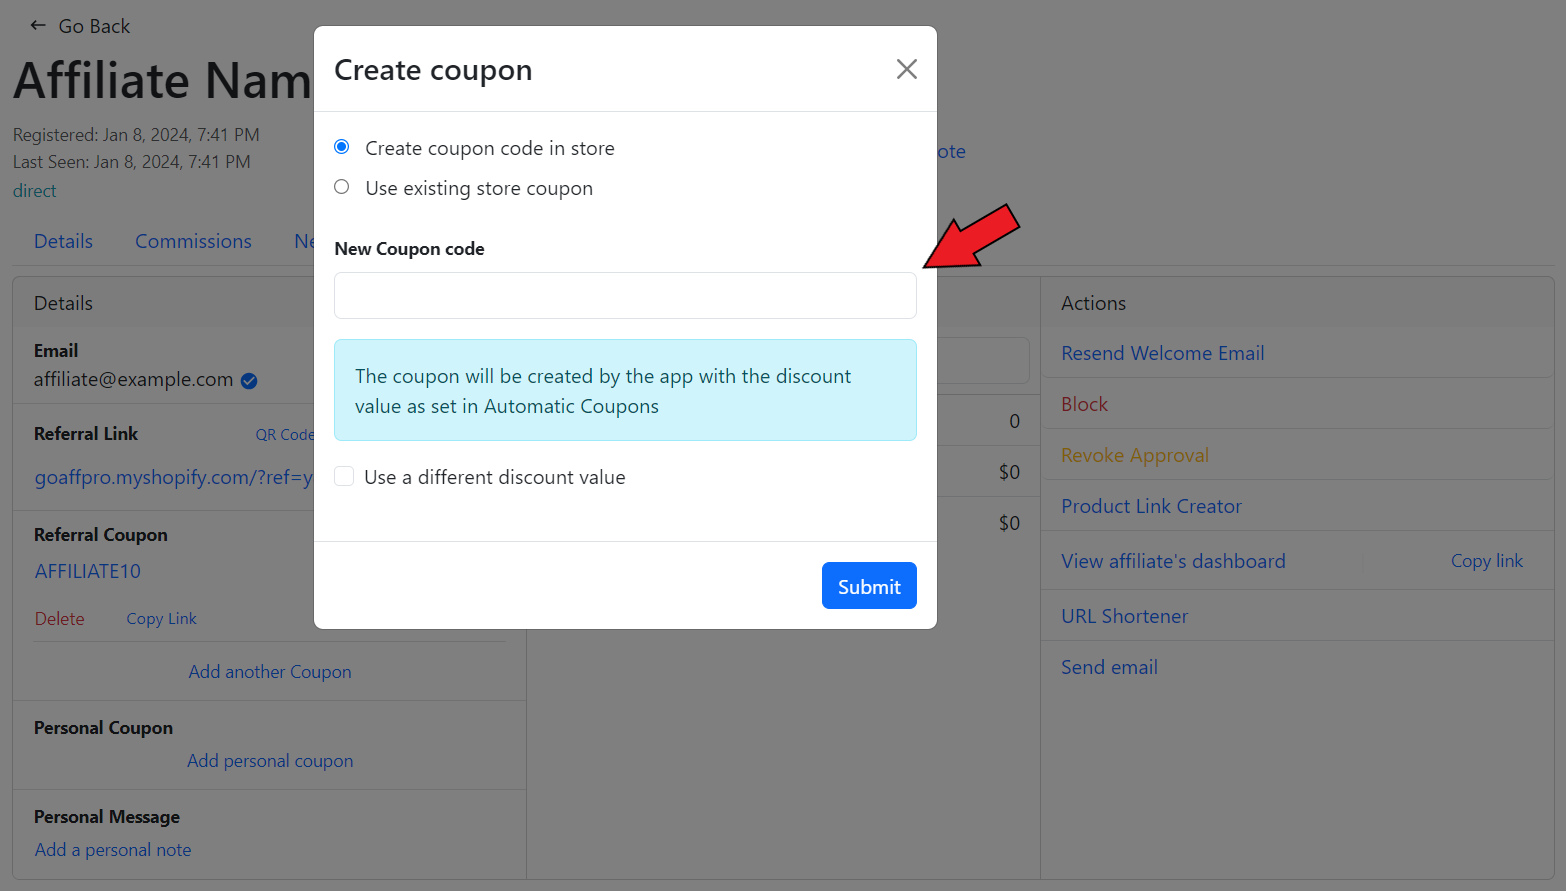 Go Back
Affiliate Nam
Registered: Jan 8, 2024, 7:41 PM
Last Seen: Jan 8, 2024, 7:41 PM
direct
ote
Details
Commissions
Ne
Create coupon
Create coupon code in store
Use existing store coupon
New Coupon code
The coupon will be created by the app with the discount
value as set in Automatic Coupons
Use a different discount value
Submit
Details
Email
affiliate@example.com
Referral Link
QR Code
goaffpro.myshopify.com/?ref=y
Referral Coupon
AFFILIATE10
Delete
Copy Link
Add another Coupon
Personal Coupon
Add personal coupon
Personal Message
Add a personal note
0
$0
$0
Actions
Resend Welcome Email
Block
Revoke Approval
Product Link Creator
View affiliate's dashboard
Copy link
URL Shortener
Send email